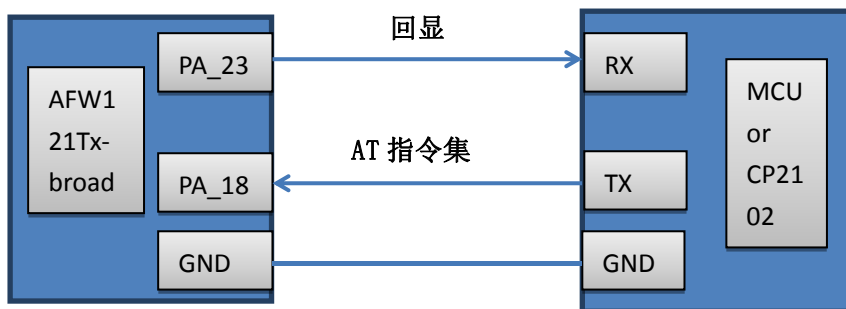 回显
PA_23
RX
AFW1
21Tx-
broad
MCU
or
CP21
02
AT 指令集
PA_18
TX
GND
GND